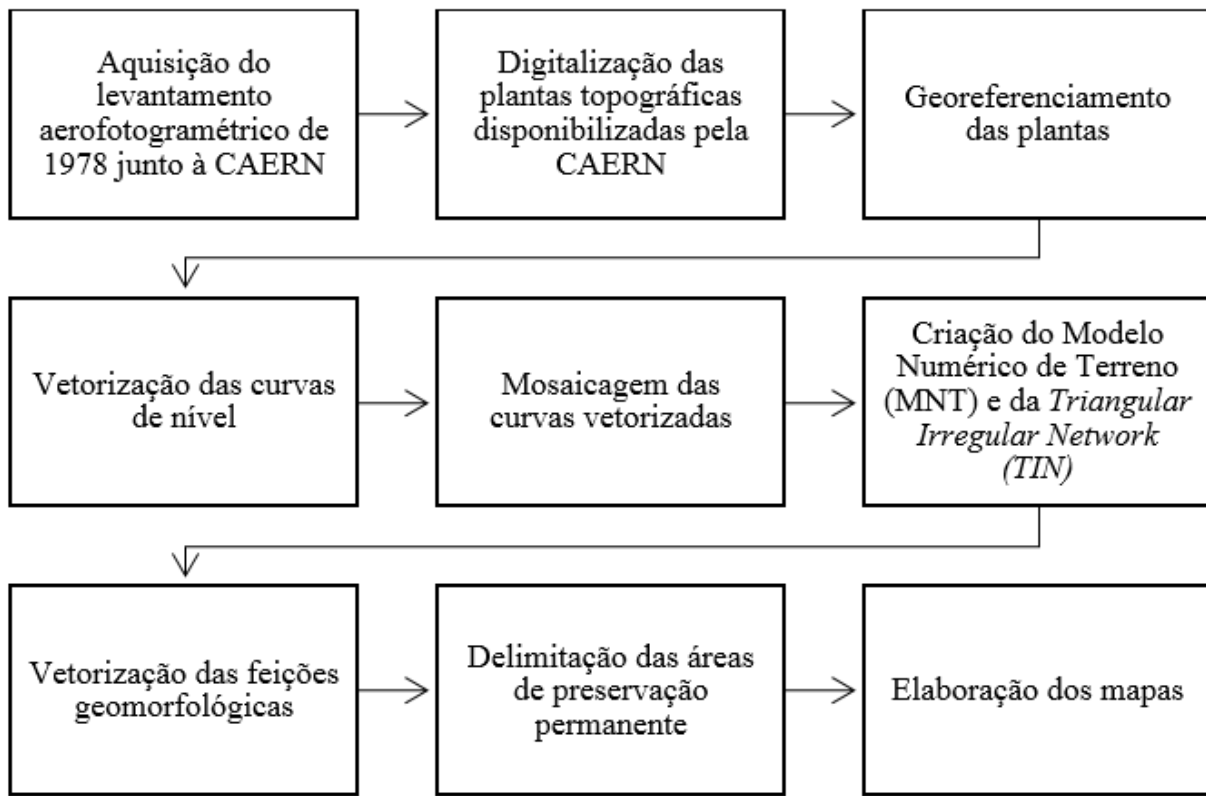 Aquisição do
levantamento
aerofotogramétrico de
1978 junto à CAERN
Digitalização das
plantas topográficas
disponibilizadas pela
CAERN
Georeferenciamento
das plantas
Vetorização das curvas
de nível
Mosaicagem das
curvas vetorizadas
Criação do Modelo
Numérico de Terreno
(MNT) e da Triangular
Irregular Network
(TIN)
Vetorização das feições
geomorfológicas
Delimitação das áreas
de preservação
permanente
Elaboração dos mapas